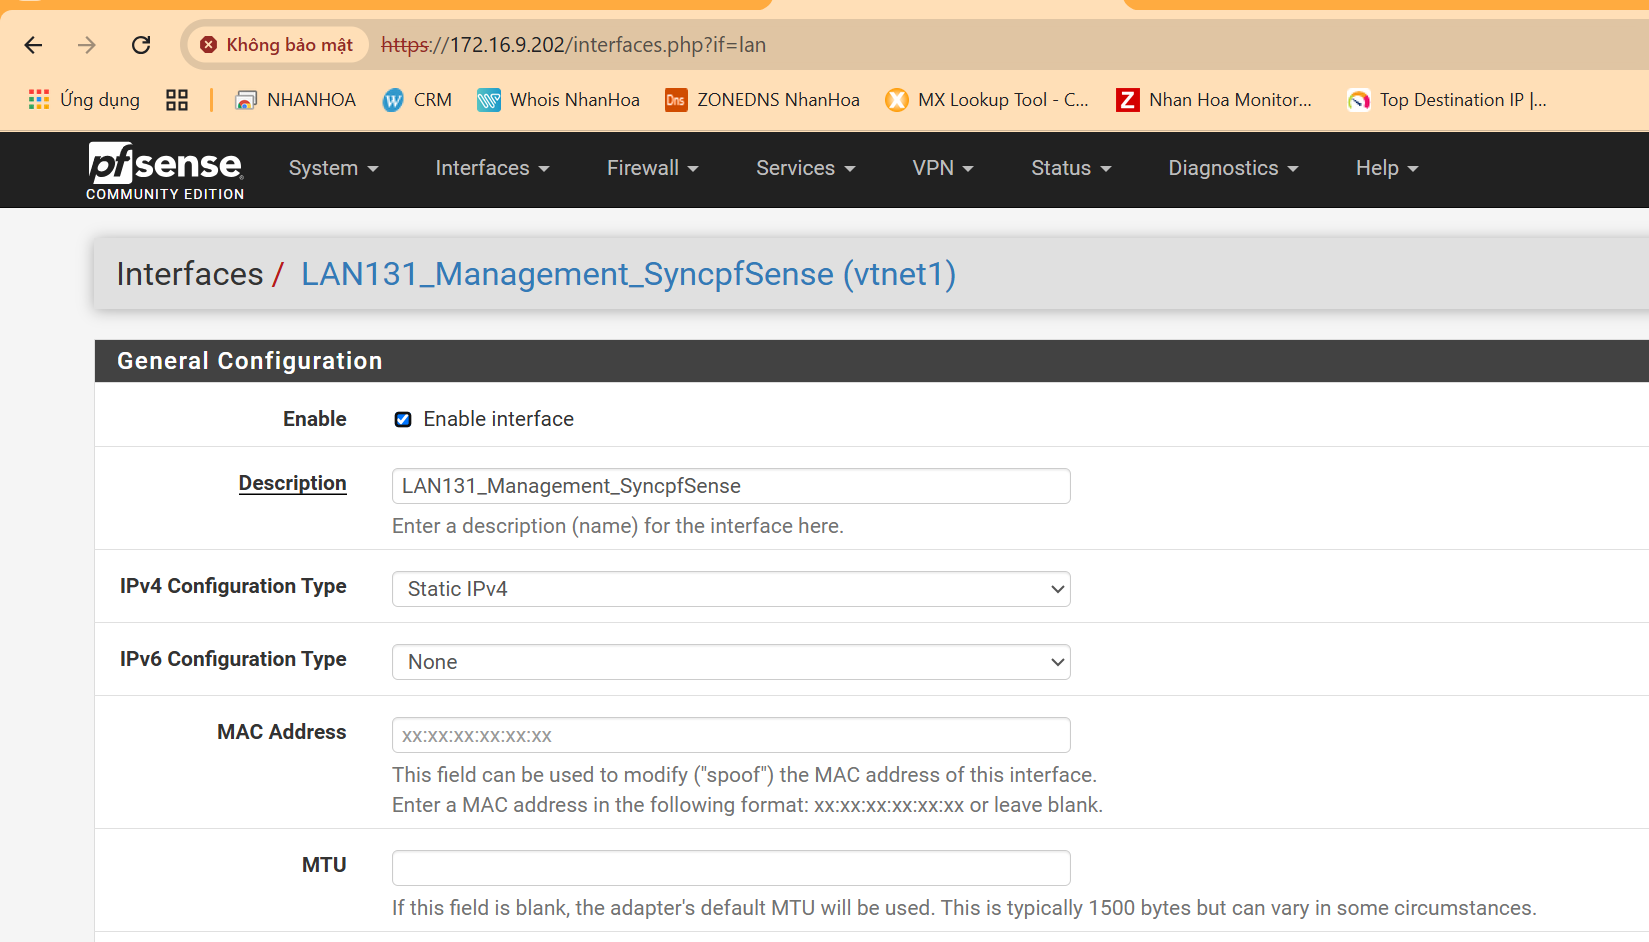 Không bảo mật https://172.16.9.202/interfaces.php?if=lan
Ứng dụng NHANHOA CRM Whois NhanHoa Dns ZONEDNS NhanHoa MX Lookup Tool - C... Z Nhan Hoa Monitor... Top Destination IP |...
pfsense
COMMUNITY EDITION
System Interfaces Firewall Services VPN Status Diagnostics Help
Interfaces / LAN131_Management_SyncpfSense (vtnet1)
General Configuration
Enable Enable interface
Description LAN131_Management_SyncpfSense
Enter a description (name) for the interface here.
IPv4 Configuration Type Static IPv4
IPv6 Configuration Type None
MAC Address xx:xx:xx:xx:xx:xx
This field can be used to modify ("spoof") the MAC address of this interface.
Enter a MAC address in the following format: xx:xx:xx:xx:xx:xx or leave blank.
MTU
If this field is blank, the adapter's default MTU will be used. This is typically 1500 bytes but can vary in some circumstances.